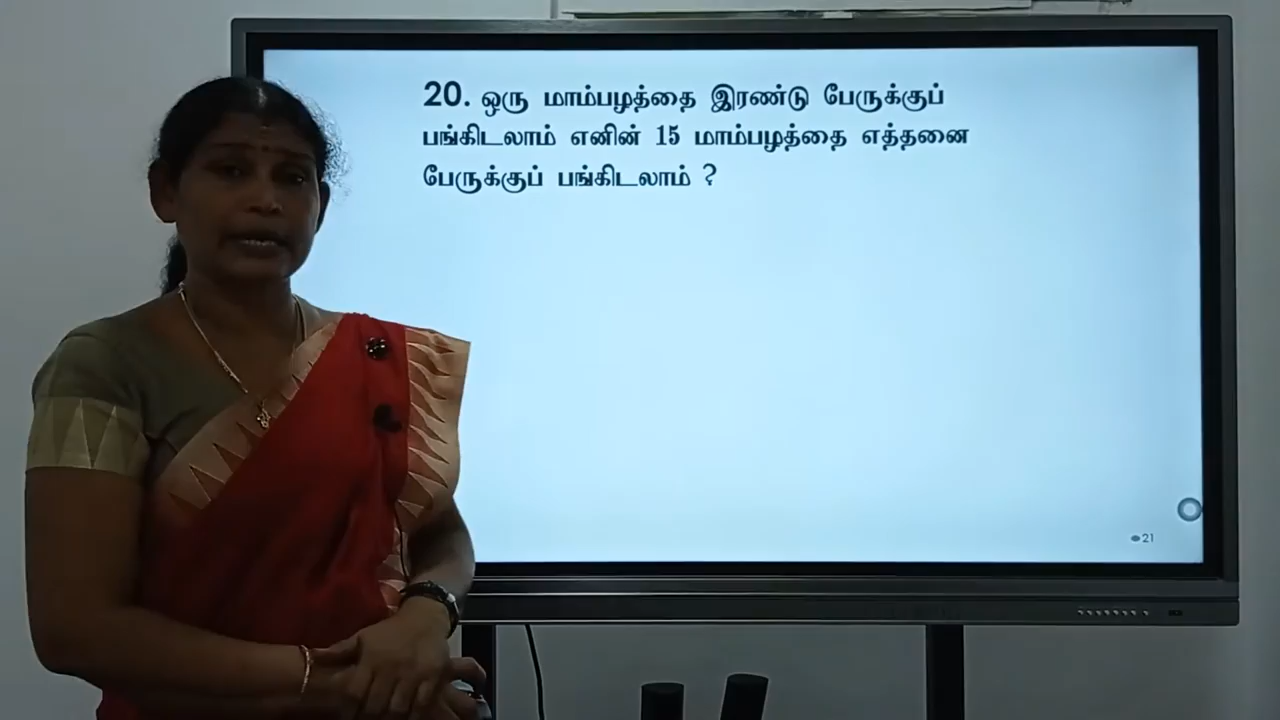 20. ஒரு மாம்பழத்தை இரண்டு பேருக்குப்
பங்கிடலாம் எனின் 15 மாம்பழத்தை எத்தனை
பேருக்குப் பங்கிடலாம் ?
21